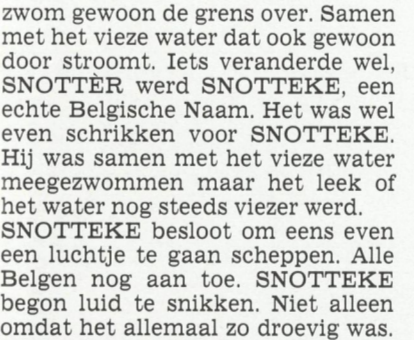 zwom gewoon de grens over. Samen
met het vieze water dat ook gewoon
door stroomt. Iets veranderde wel,
SNOTTÈR werd SNOTTEKE, een
echte Belgische Naam. Het was wel
even schrikken voor SNOTTEKE.
Hij was samen met het vieze water
meegezwommen maar het leek of
het water nog steeds viezer werd.
SNOTTEKE besloot om eens even
een luchtje te gaan scheppen. Alle
Belgen nog aan toe. SNOTTEKE
begon luid te snikken. Niet alleen
omdat het allemaal zo droevig was.